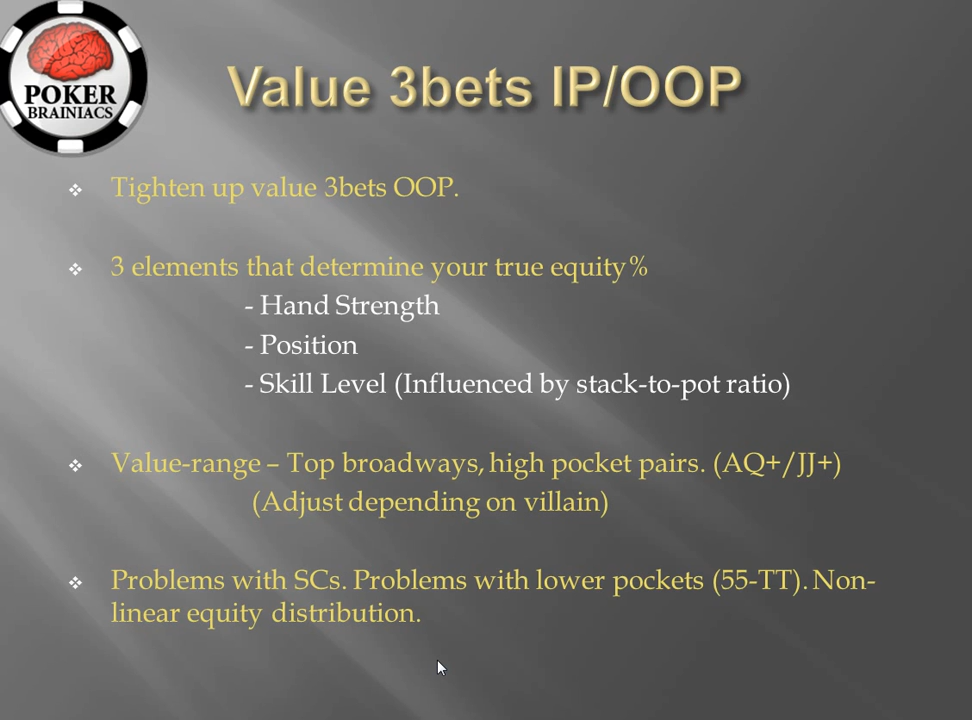 POKER
BRAINIACS
Value 3bets IP/OOP
Tighten up value 3bets OOP.
3 elements that determine your true equity%
- Hand Strength
- Position
- Skill Level (Influenced by stack-to-pot ratio)
Value-range – Top broadways, high pocket pairs. (AQ+/JJ+)
(Adjust depending on villain)
Problems with SCs. Problems with lower pockets (55-TT). Non-
linear equity distribution.